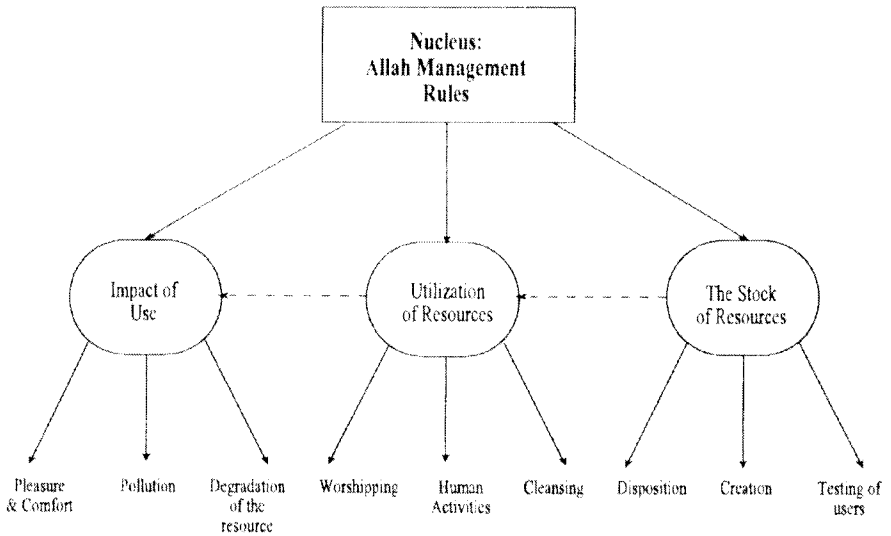 Nucleus:
Allah Management
Rules
Impact of
Use
Utilization
of Resources
The Stock
of Resources
Pleasure
& Comfort
Pollution
Degradation
of the
resource
Worshipping
Human
Activities
Cleansing
Disposition
Creation
Testing of
users